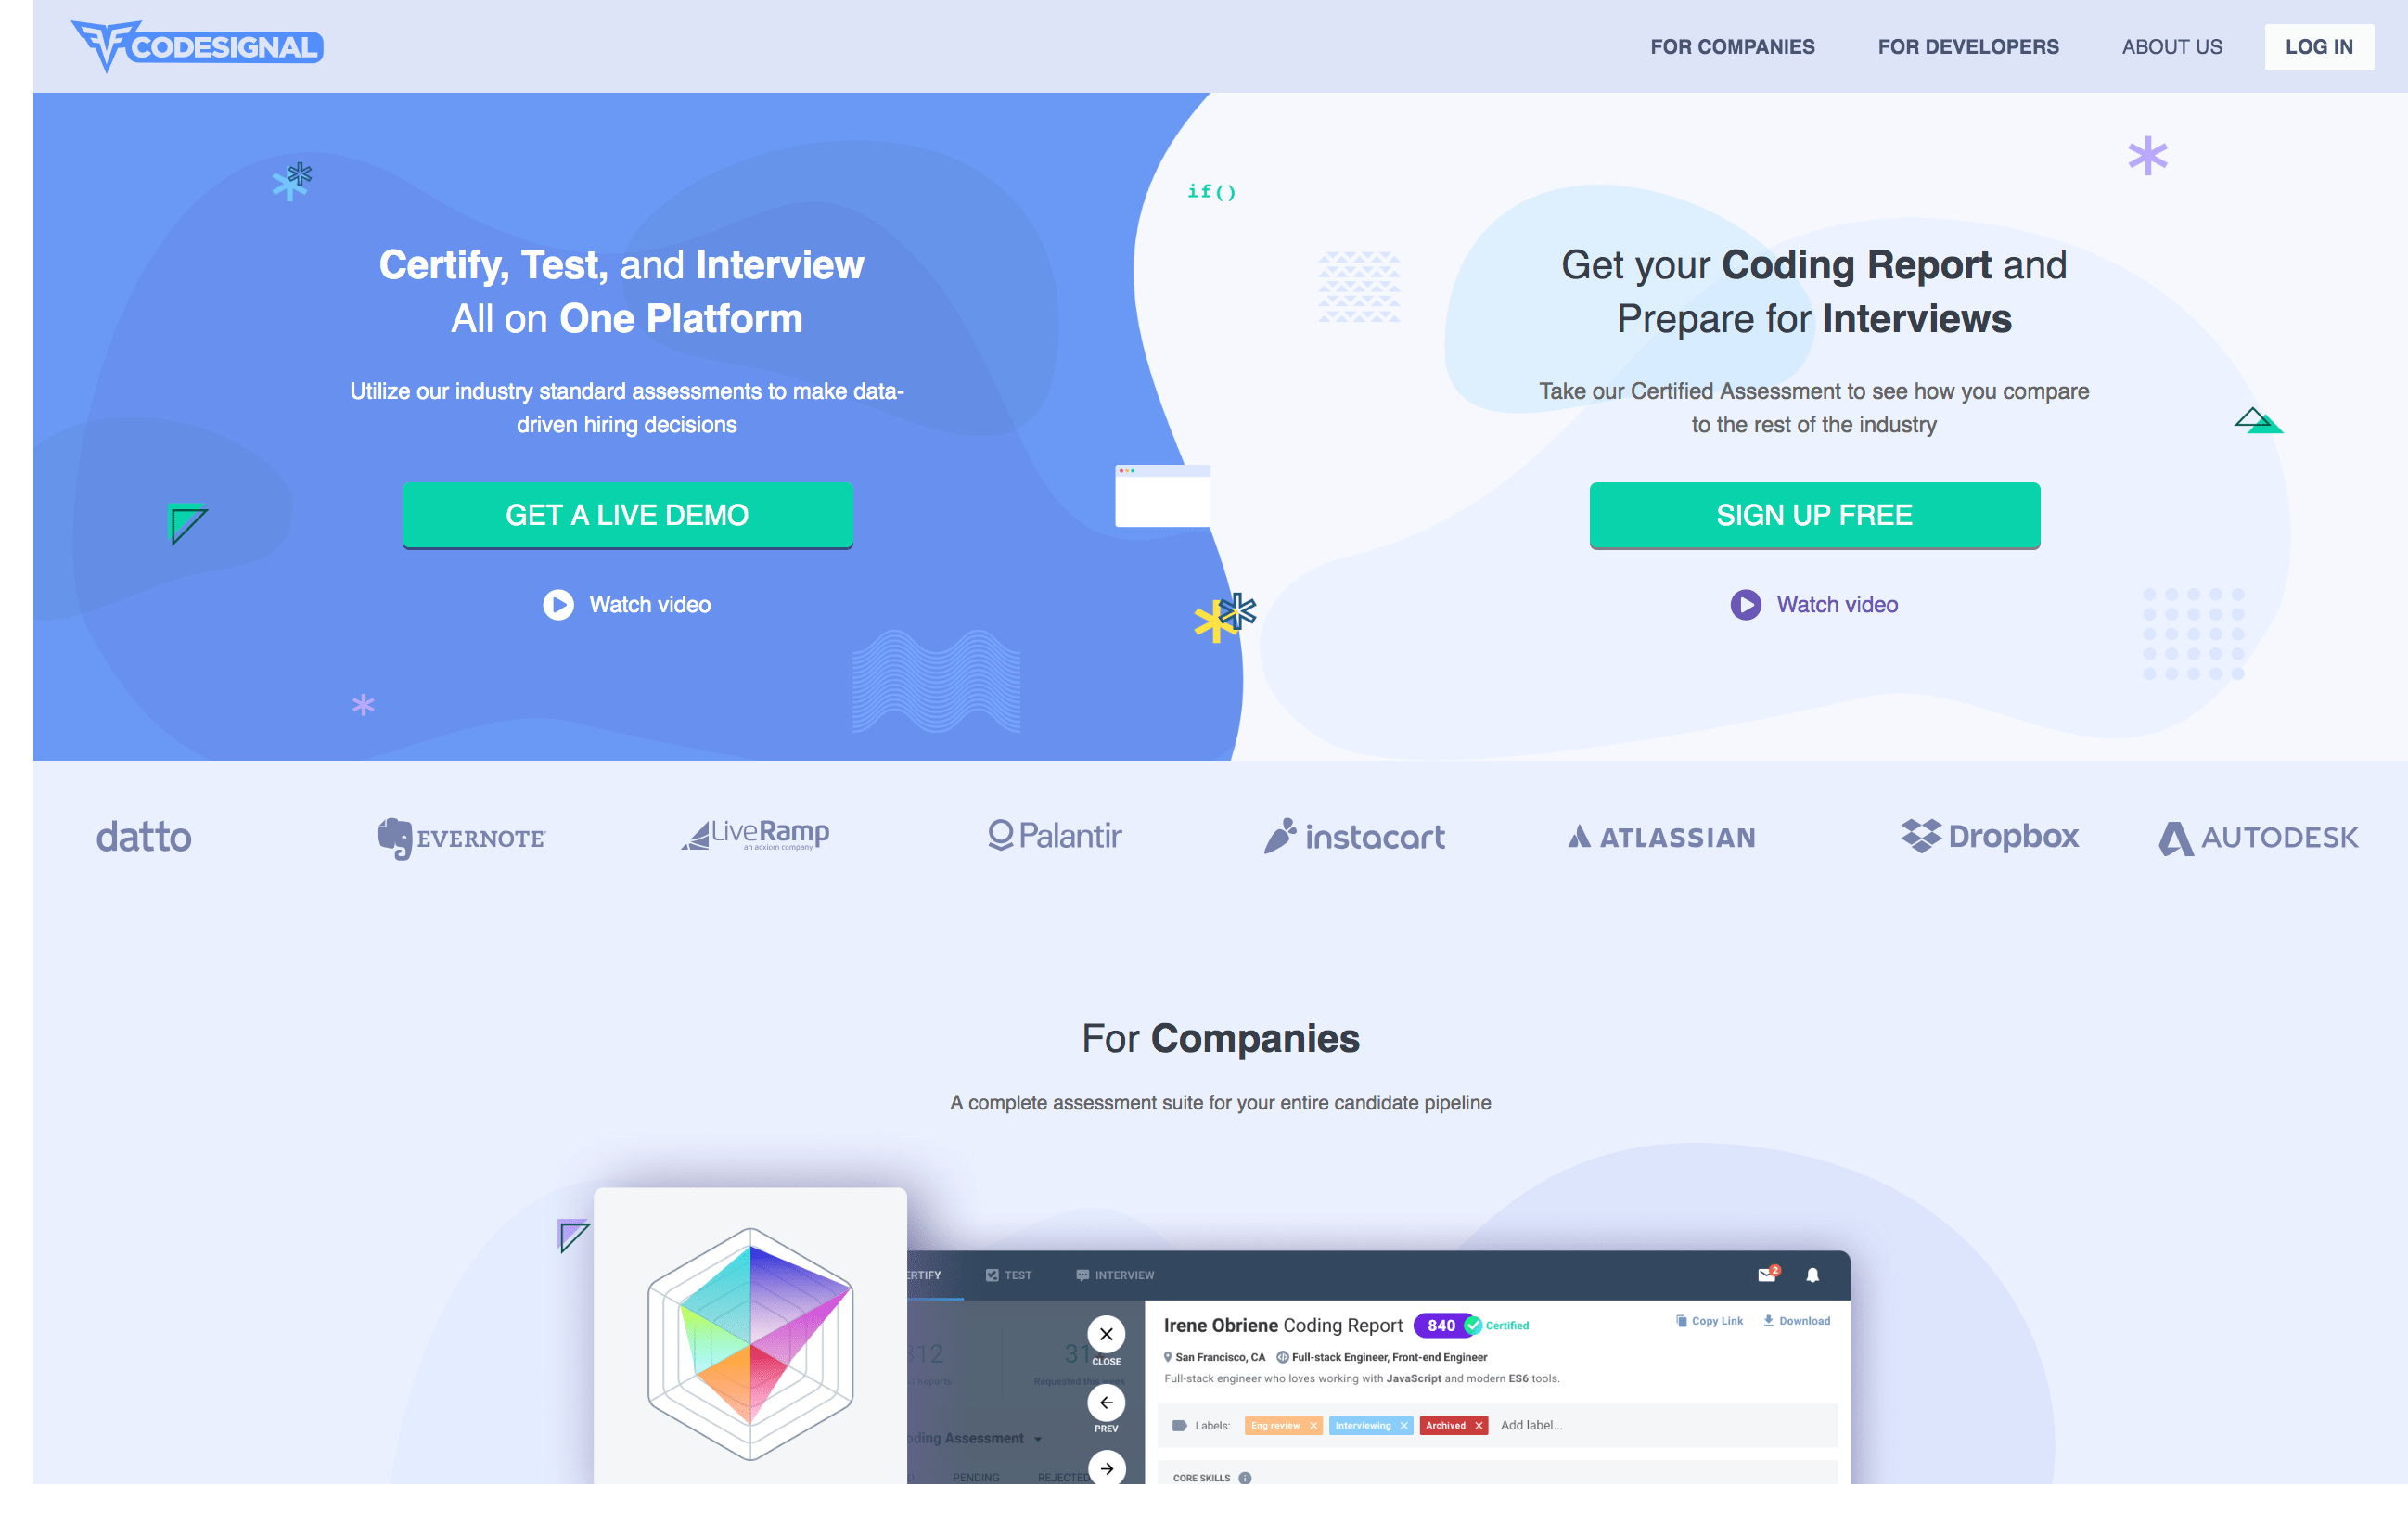 CODESIGNAL
FOR COMPANIES
FOR DEVELOPERS
ABOUT US
LOG IN
if()
Certify, Test, and Interview
All on One Platform
Utilize our industry standard assessments to make data-
driven hiring decisions
GET A LIVE DEMO
Watch video
Get your Coding Report and
Prepare for Interviews
Take our Certified Assessment to see how you compare
to the rest of the industry
SIGN UP FREE
Watch video
datto
EVERNOTE
LiveRamp
an acxiom company
Palantir
instacart
ATLASSIAN
Dropbox
AUTODESK
For Companies
A complete assessment suite for your entire candidate pipeline
TEST
INTERVIEW
2
Requested this week
Assessment
PENDING
REJECTED
CLOSE
PREV
Irene Obriene Coding Report
840
Certified
Copy Link
Download
San Francisco, CA
Full-stack Engineer, Front-end Engineer
Full-stack engineer who loves working with JavaScript and modern ES6 tools.
Labels:
Eng review
Interviewing
Archived
Add label...
CORE SKILLS